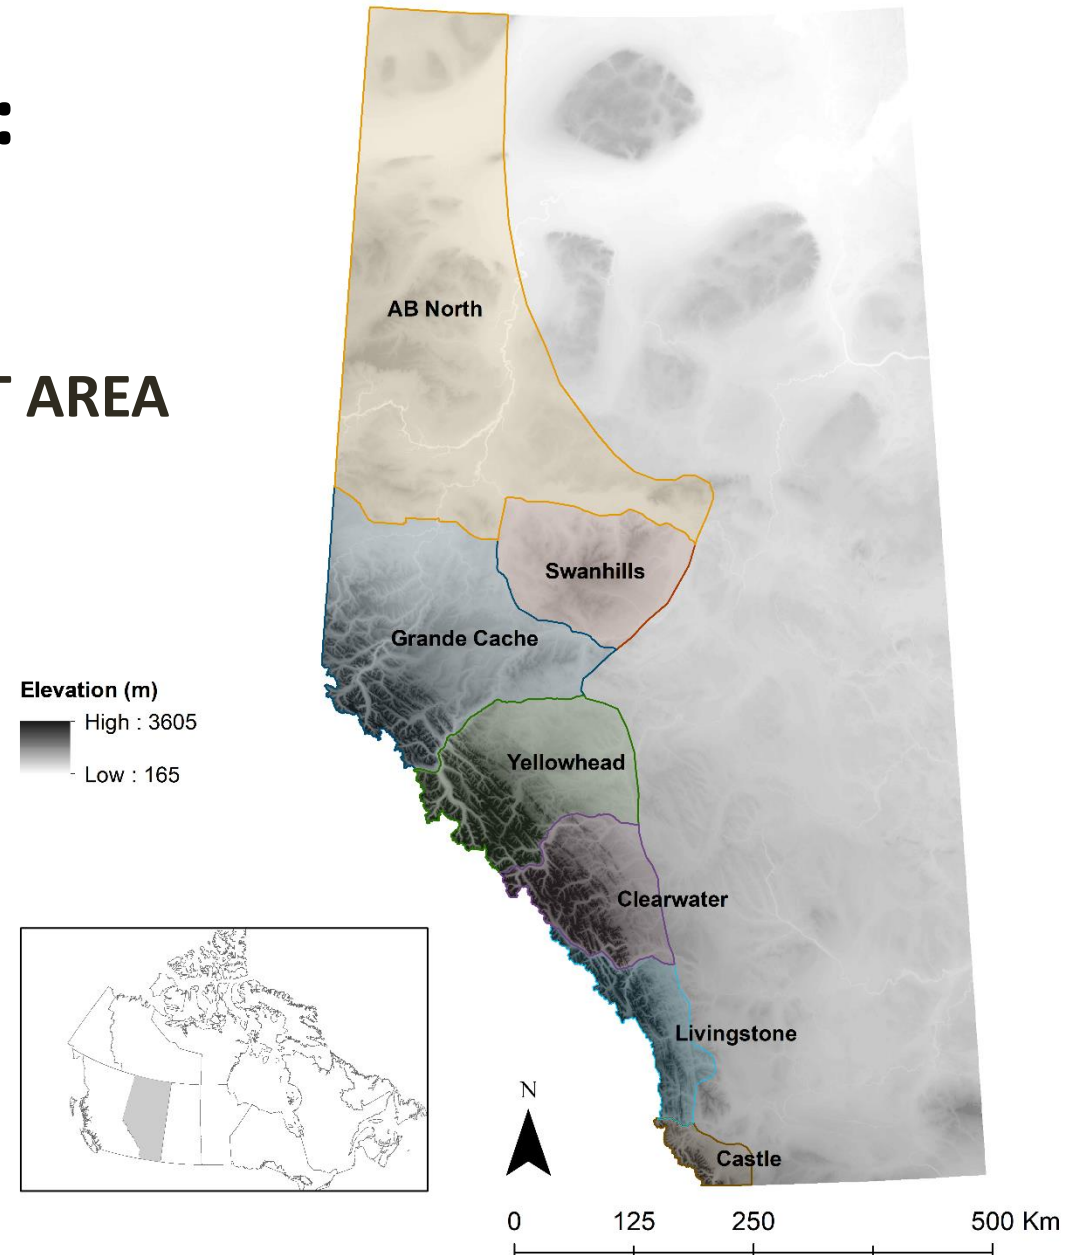 :
AREA
AB North
Swanhills
Grande Cache
Elevation (m)
High : 3605
Low : 165
Yellowhead
Clearwater
Livingstone
N
Castle
0 125 250 500 Km